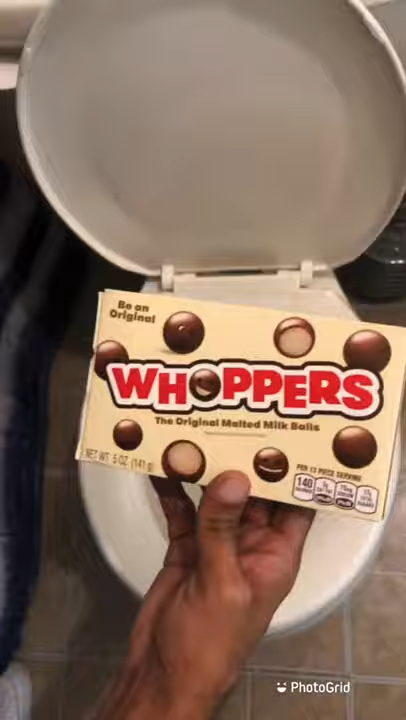 Be an
Original
WHOPPERS
The Original Malted Milk Balls
NET WT. 5 OZ (141 g)
PER 13 PIECE SERVING
140
PhotoGrid